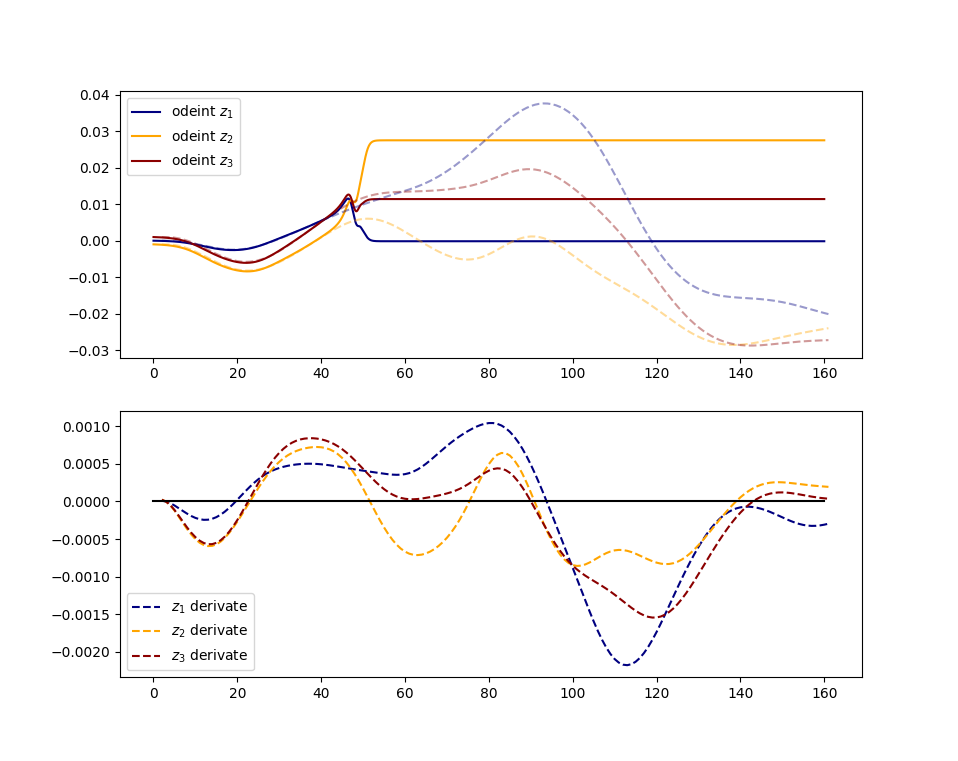 0.04
0.03
0.02
0.01
0.00
−0.01
−0.02
−0.03
odeint z₁
odeint z₂
odeint z₃
0 20 40 60 80 100 120 140 160
0.0010
0.0005
0.0000
−0.0005
−0.0010
−0.0015
−0.0020
z₁ derivate
z₂ derivate
z₃ derivate
0 20 40 60 80 100 120 140 160